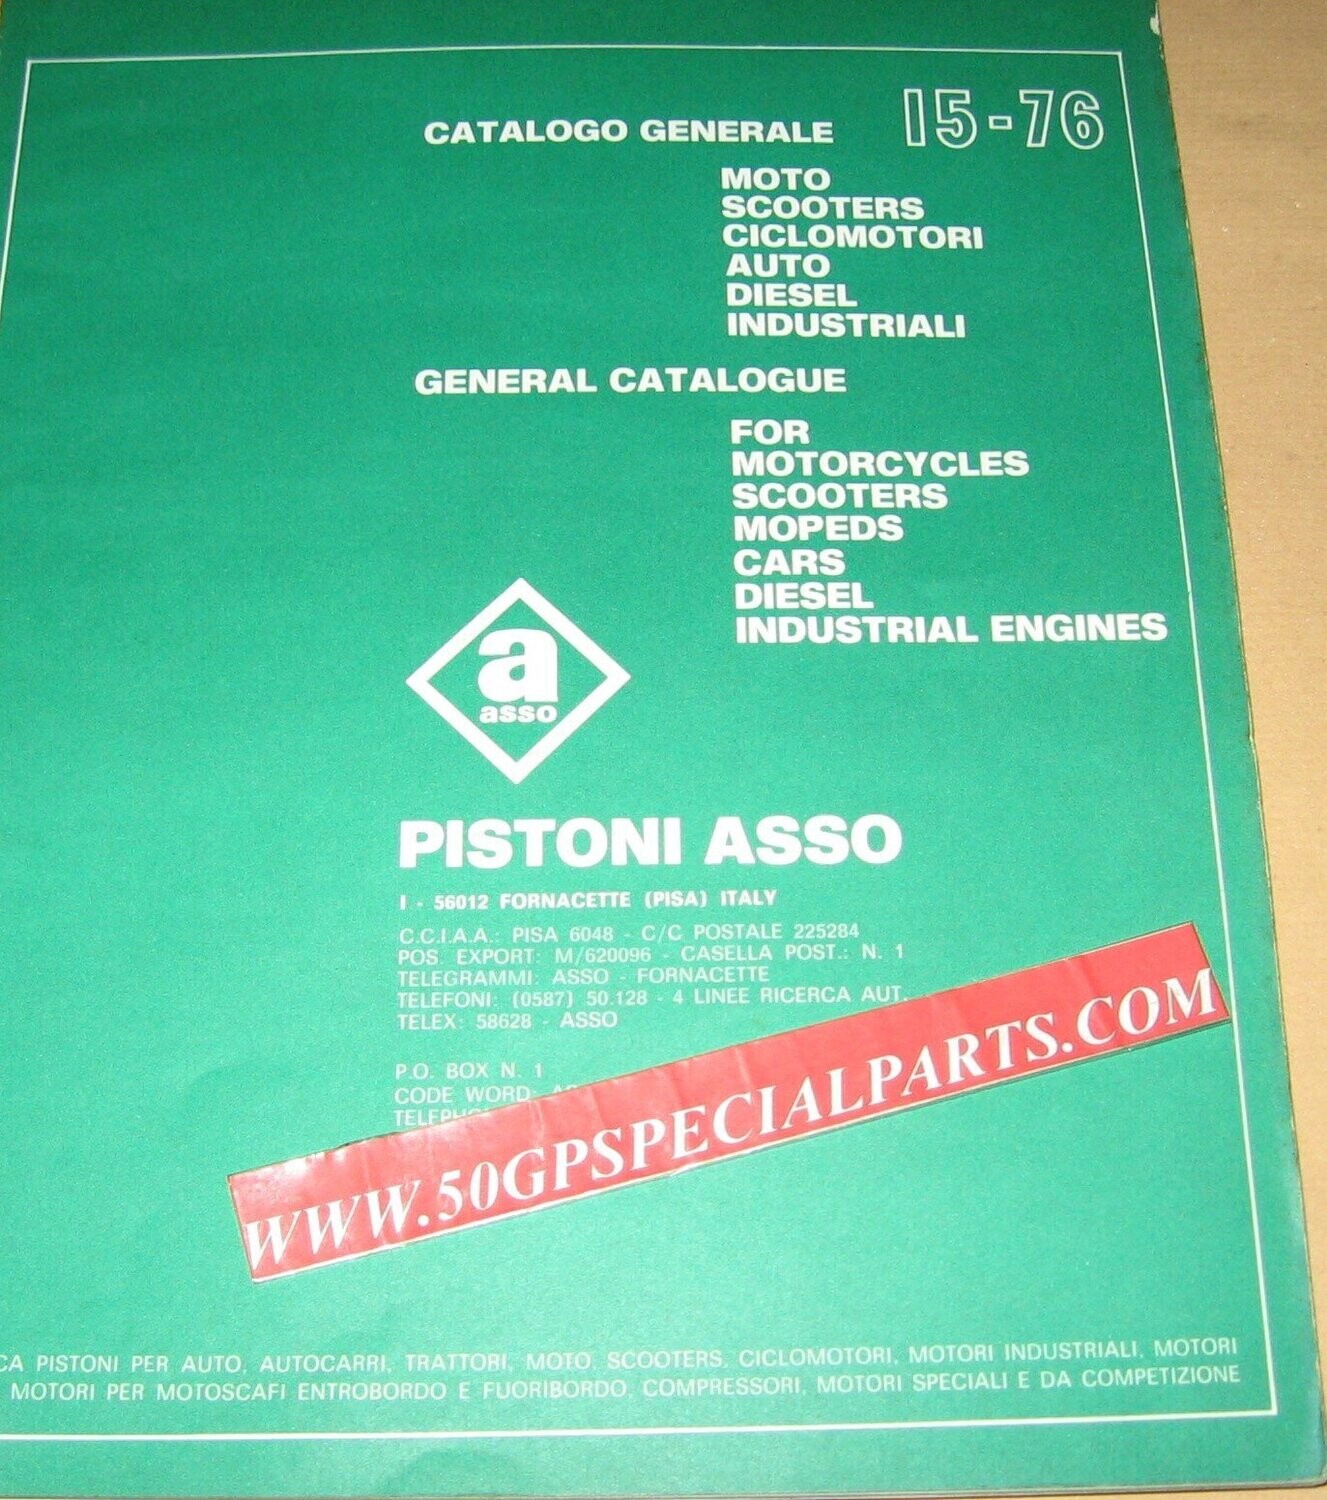 CATALOGO GENERALE 15-76
MOTO
SCOOTERS
CICLOMOTORI
AUTO
DIESEL
INDUSTRIALI
GENERAL CATALOGUE
FOR
MOTORCYCLES
SCOOTERS
MOPEDS
CARS
DIESEL
INDUSTRIAL ENGINES
a
asso
PISTONI ASSO
I - 56012 FORNACETTE (PISA) ITALY
C.C.I.A.A.: PISA 6048 - C/C POSTALE 225284
POS. EXPORT: M/620096 - CASELLA POST.: N. 1
TELEGRAMMI: ASSO - FORNACETTE
TELEFONI: (0587) 50.128 - 4 LINEE RICERCA AUT.
TELEX: 58628 - ASSO
P.O. BOX N. 1
CODE WORD:
WWW.50GPSPECIALPARTS.COM
PISTONI PER AUTO, AUTOCARRI, TRATTORI, MOTO, SCOOTERS, CICLOMOTORI, MOTORI INDUSTRIALI, MOTORI
MOTORI PER MOTOSCAFI ENTROBORDO E FUORIBORDO, COMPRESSORI, MOTORI SPECIALI E DA COMPETIZIONE